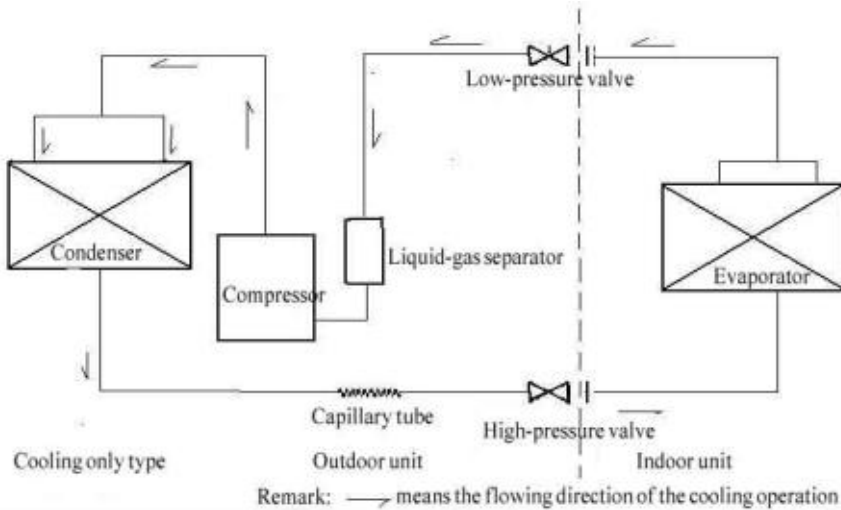 Low-pressure valve
Condenser
Liquid-gas separator
Compressor
Evaporator
Capillary tube
High-pressure valve
Cooling only type
Outdoor unit
Indoor unit
Remark: means the flowing direction of the cooling operation